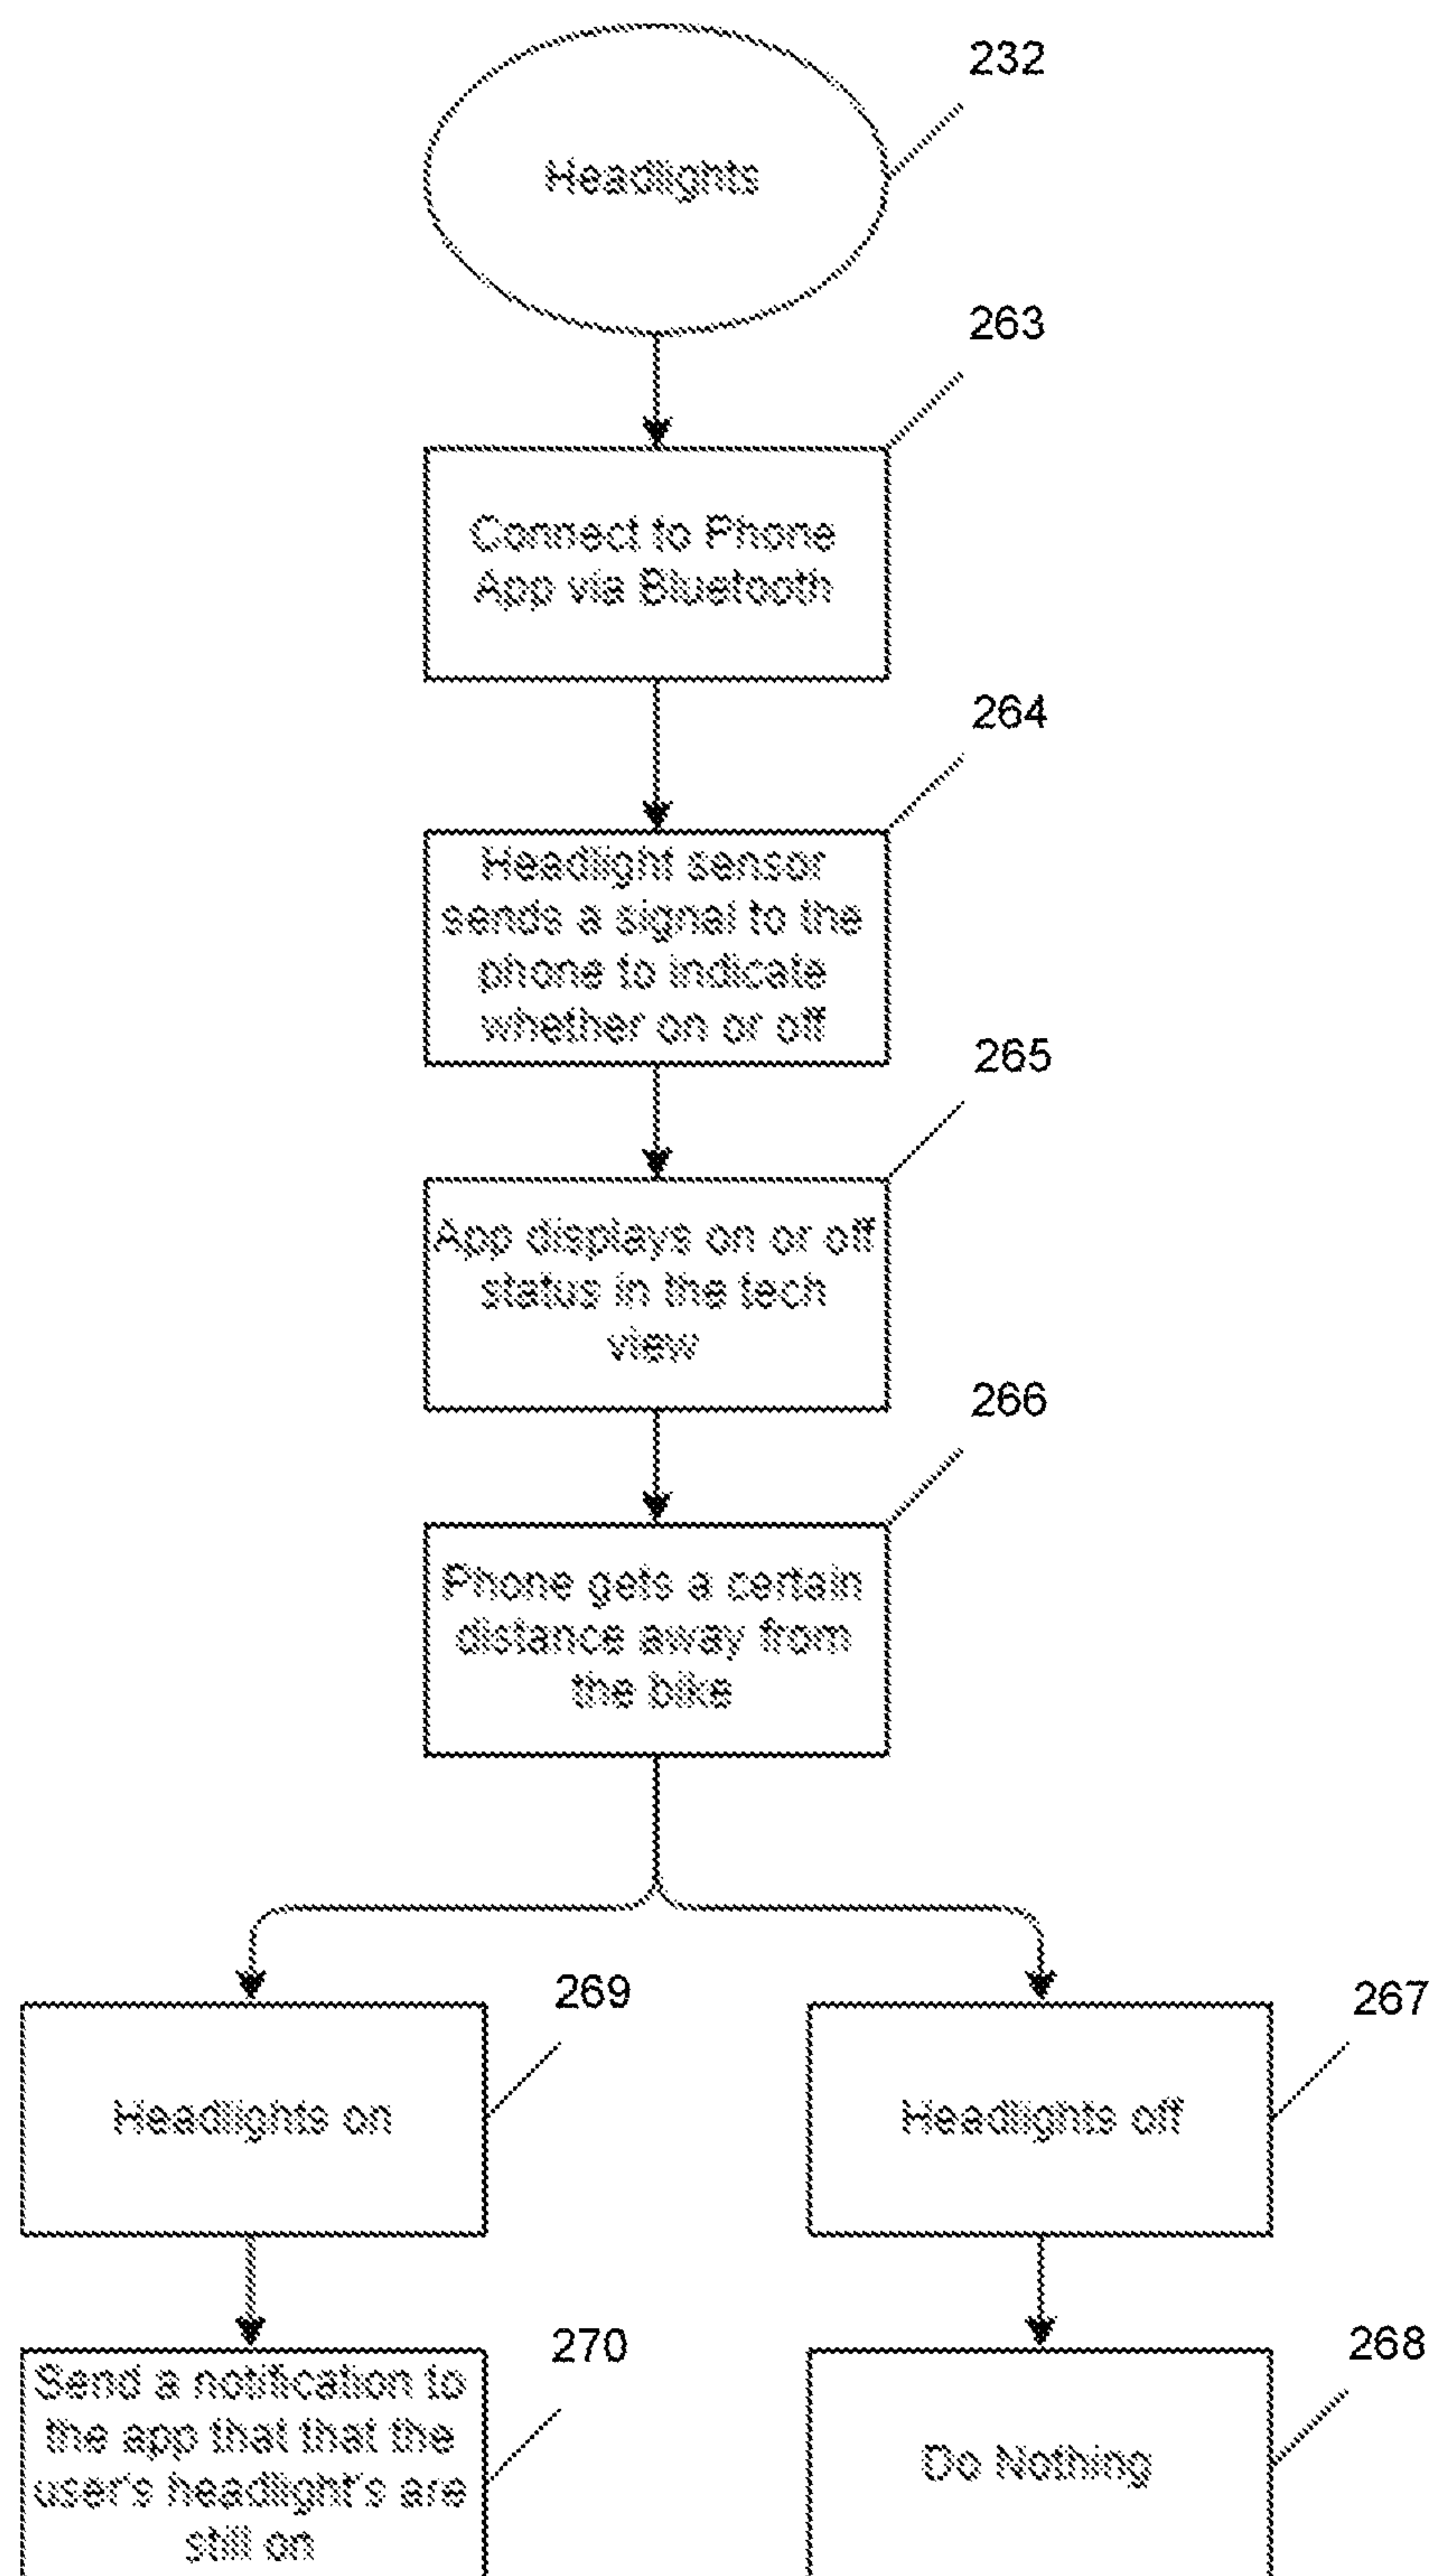 232
Headlights
263
Connect to Phone
App via Bluetooth
264
Headlight sensor
sends a signal to the
phone to indicate
whether on or off
265
App displays on or off
status in the tech
view
266
Phone gets a certain
distance away from
the bike
269
Headlights on
267
Headlights off
270
Send a notification to
the app that that the
user's headlight's are
still on
268
Do Nothing